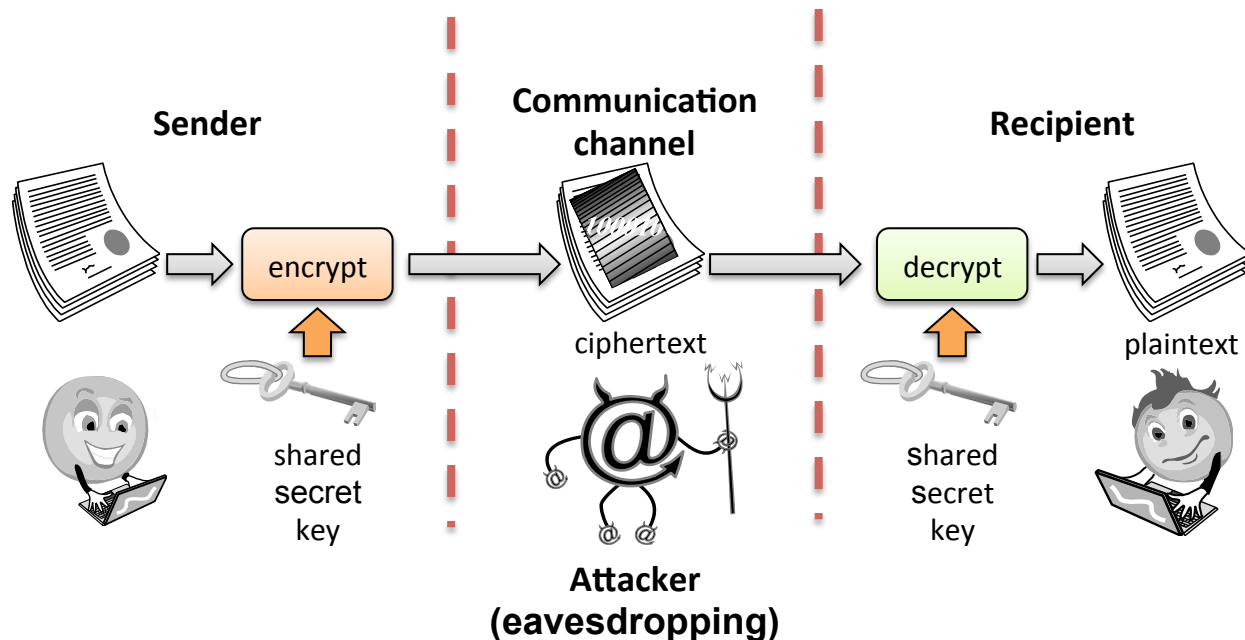 Sender
Communication
channel
Recipient
encrypt
decrypt
ciphertext
plaintext
shared
secret
key
@
@
@
@
@
shared
secret
key
Attacker
(eavesdropping)